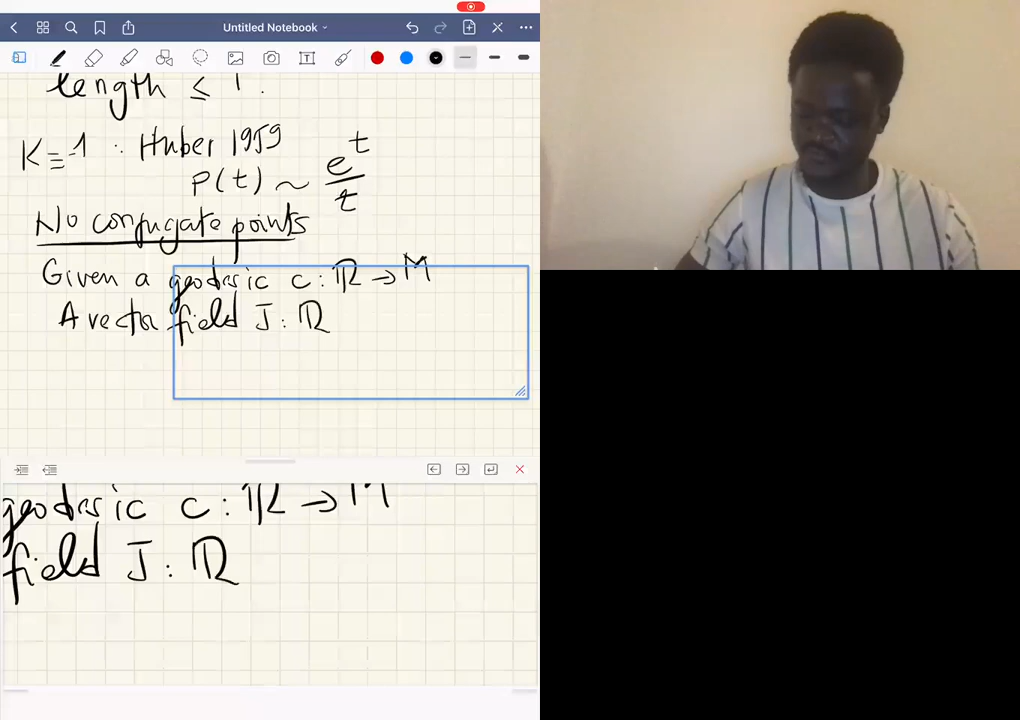 Untitled Notebook
length ≤ 1.
K ≡ -1 : Huber 1959
P(t) ~ e^t / t
No conjugate points
Given a geodesic c : ℝ → M
A vector field J : ℝ
geodesic c : ℝ → M
field J : ℝ